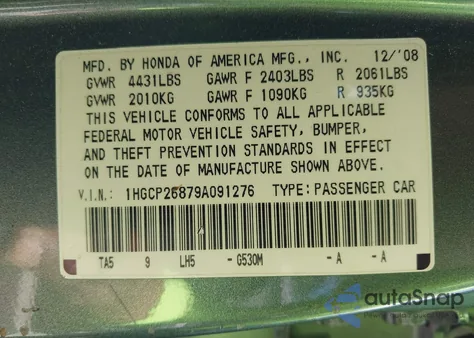 MFD. BY HONDA OF AMERICA MFG., INC. 12/'08
GVWR 4431LBS GAWR F 2403LBS R 2061LBS
GVWR 2010KG GAWR F 1090KG R 935KG
THIS VEHICLE CONFORMS TO ALL APPLICABLE
FEDERAL MOTOR VEHICLE SAFETY, BUMPER,
AND THEFT PREVENTION STANDARDS IN EFFECT
ON THE DATE OF MANUFACTURE SHOWN ABOVE.
V.I.N.: 1HGCP26879A091276 TYPE: PASSENGER CAR
TA5 9 LH5 - G530M - A - A
autoSnap